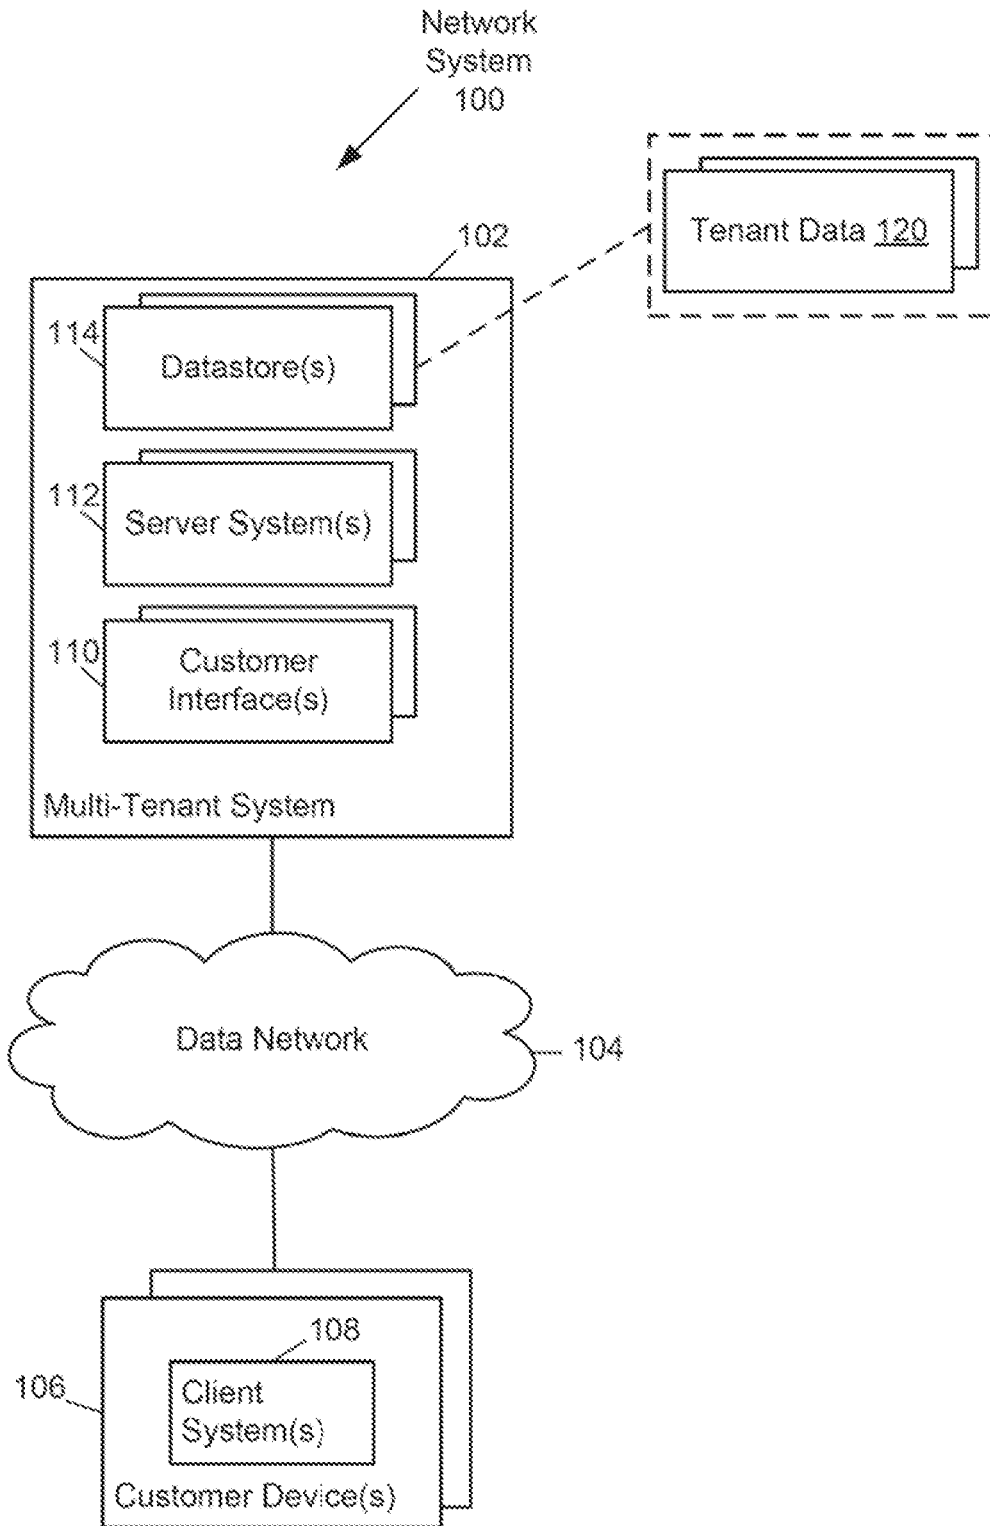 Network
System
100
Tenant Data 120
102
114
Datastore(s)
112
Server System(s)
110
Customer
Interface(s)
Multi-Tenant System
Data Network
104
108
106
Client
System(s)
Customer Device(s)